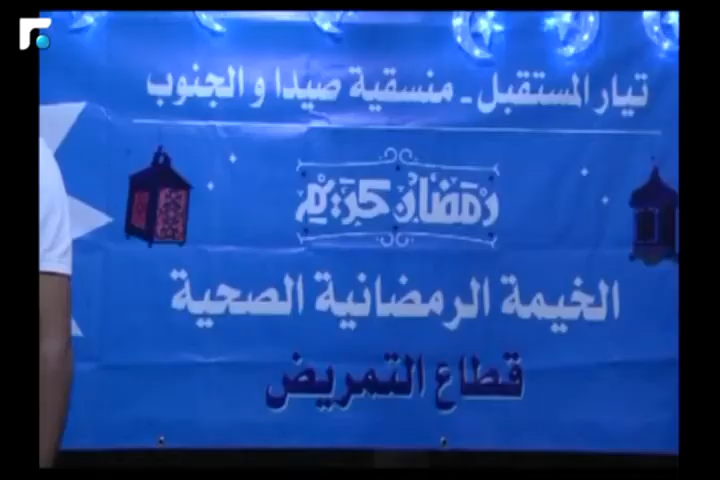 تيار المستقبل - منسقية صيدا و الجنوب
رمضان كريم
الخيمة الرمضانية الصحية
قطاع التمريض